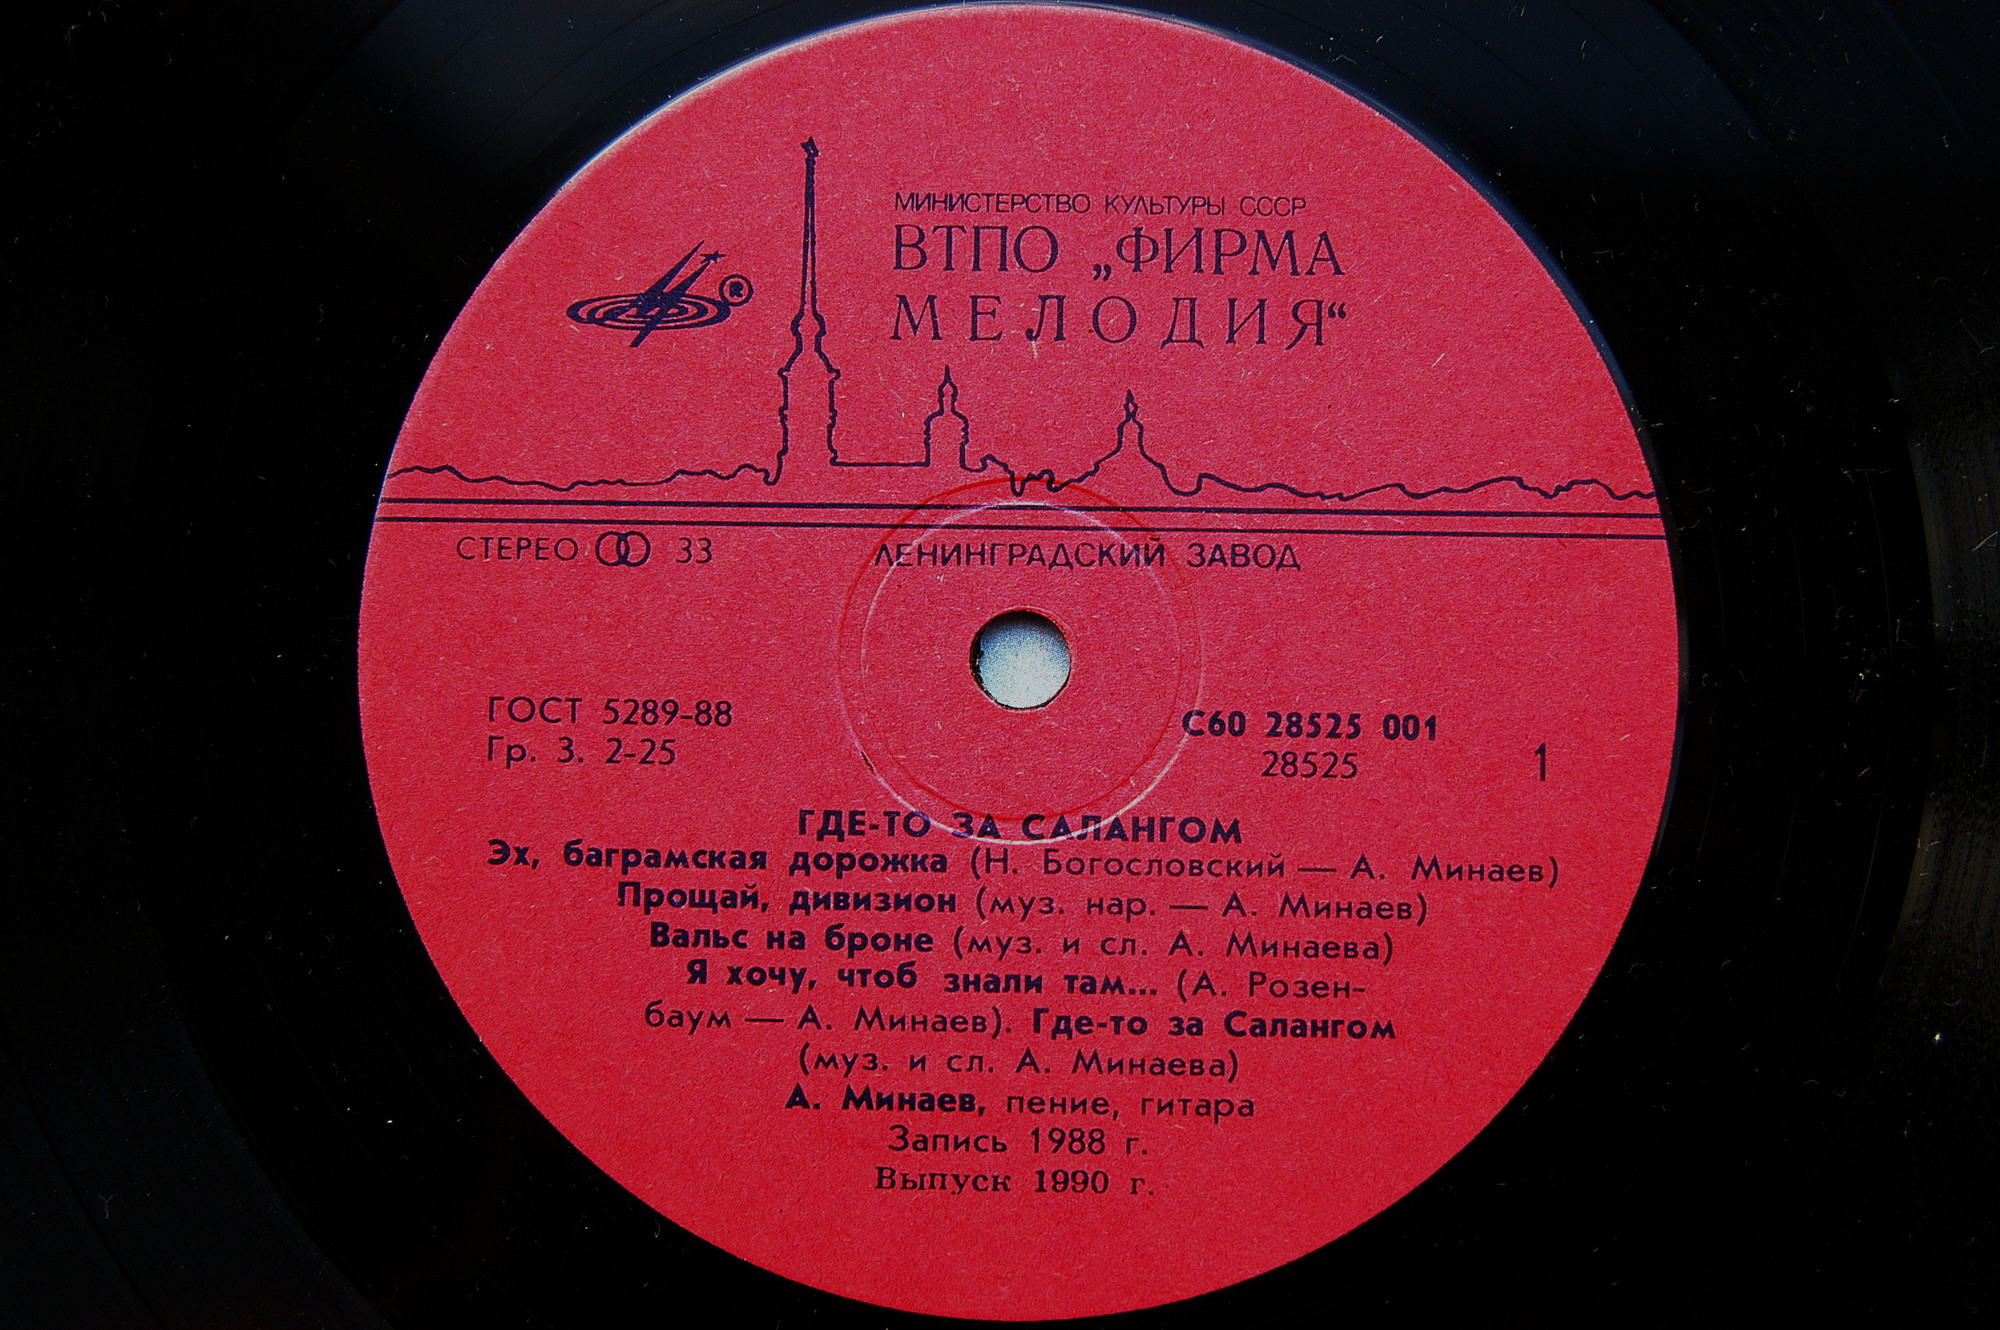 МИНИСТЕРСТВО КУЛЬТУРЫ СССР
ВТПО „ФИРМА
МЕЛОДИЯ“
®
СТЕРЕО 33
ЛЕНИНГРАДСКИЙ ЗАВОД
ГОСТ 5289-88
Гр. 3. 2-25
С60 28525 001
28525
1
ГДЕ-ТО ЗА САЛАНГОМ
Эх, баграмская дорожка (Н. Богословский — А. Минаев)
Прощай, дивизион (муз. нар. — А. Минаев)
Вальс на броне (муз. и сл. А. Минаева)
Я хочу, чтоб знали там... (А. Розен-
баум — А. Минаев). Где-то за Салангом
(муз. и сл. А. Минаева)
А. Минаев, пение, гитара
Запись 1988 г.
Выпуск 1990 г.